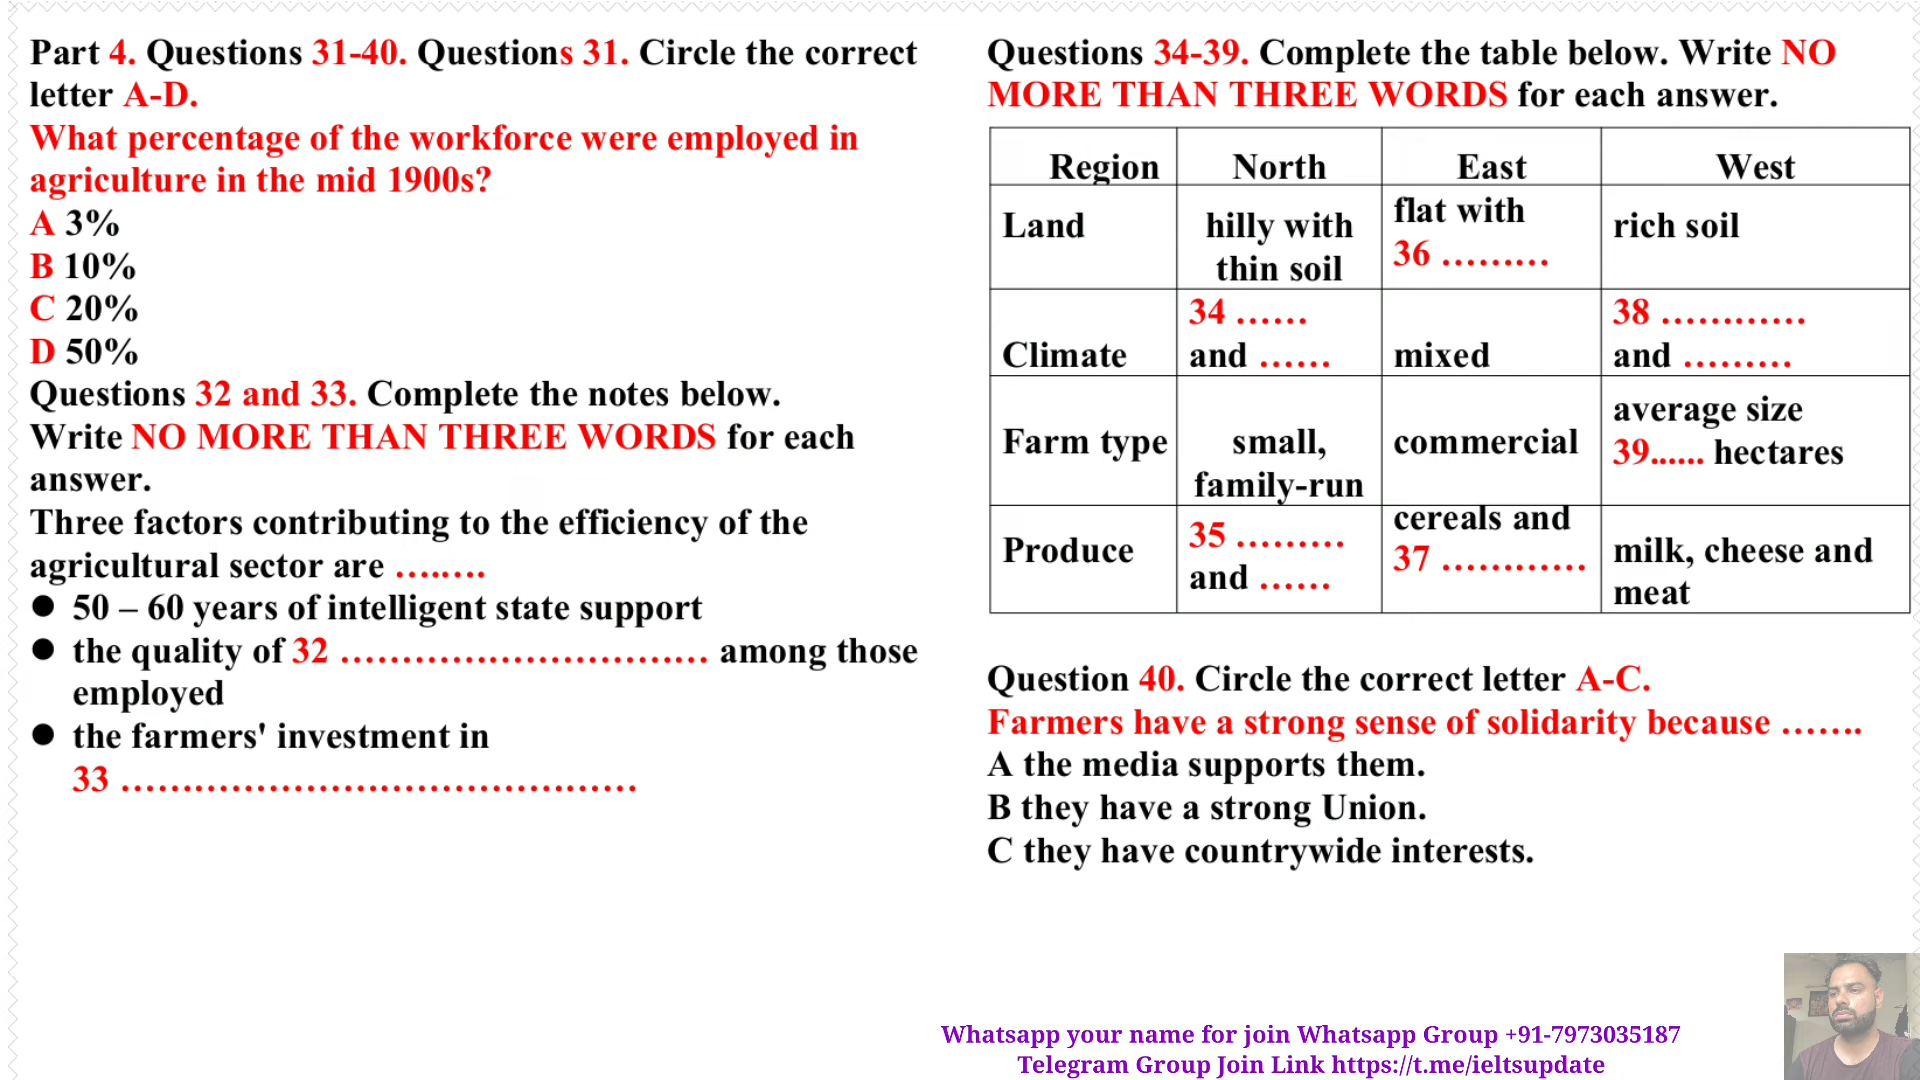 Part 4. Questions 31-40. Questions 31. Circle the correct
letter A-D.
What percentage of the workforce were employed in
agriculture in the mid 1900s?
A 3%
B 10%
C 20%
D 50%
Questions 32 and 33. Complete the notes below.
Write NO MORE THAN THREE WORDS for each
answer.
Three factors contributing to the efficiency of the
agricultural sector are ….….
● 50 – 60 years of intelligent state support
● the quality of 32 ………………………… among those
employed
● the farmers' investment in
33 ……………………………………
Questions 34-39. Complete the table below. Write NO
MORE THAN THREE WORDS for each answer.
Region North East West
Land hilly with thin soil flat with 36 ……… rich soil
Climate 34 …… and …… mixed 38 ………… and ………
Farm type small, family-run commercial average size 39...... hectares
Produce 35 ……… and …… cereals and 37 ………… milk, cheese and meat
Question 40. Circle the correct letter A-C.
Farmers have a strong sense of solidarity because …….
A the media supports them.
B they have a strong Union.
C they have countrywide interests.
Whatsapp your name for join Whatsapp Group +91-7973035187
Telegram Group Join Link https://t.me/ieltsupdate